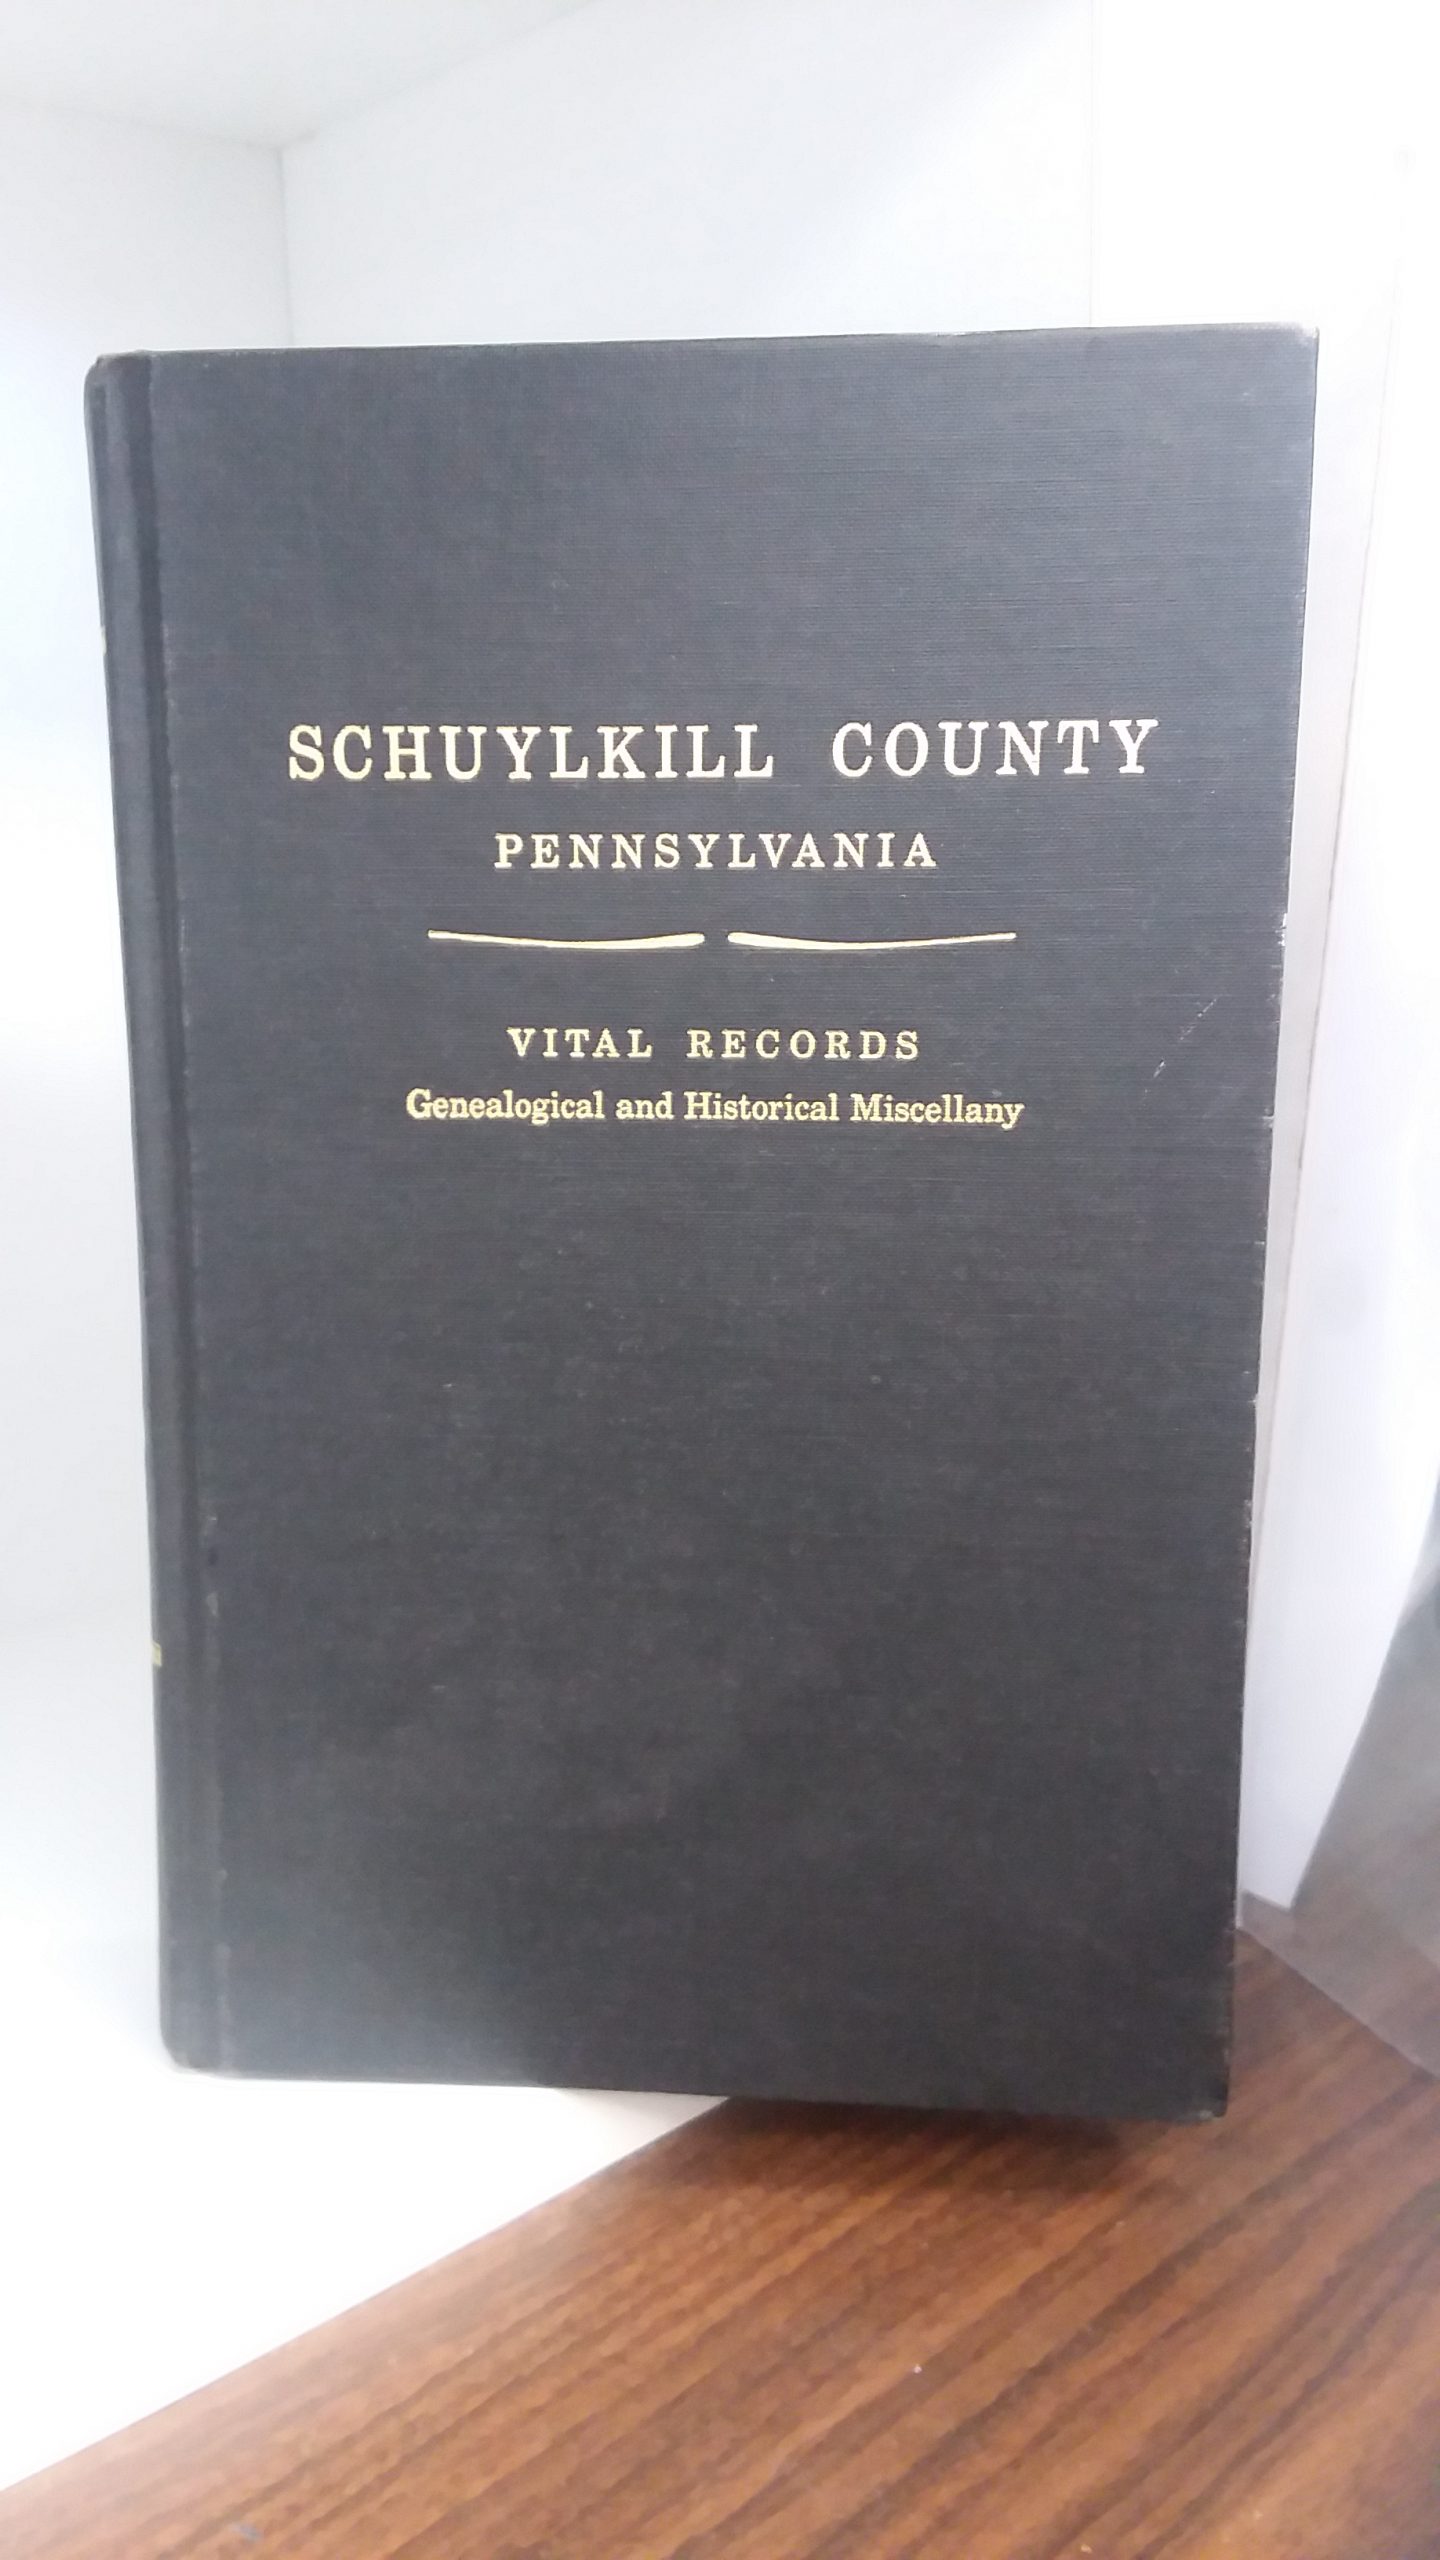 SCHUYLKILL COUNTY
PENNSYLVANIA
VITAL RECORDS
Genealogical and Historical Miscellany